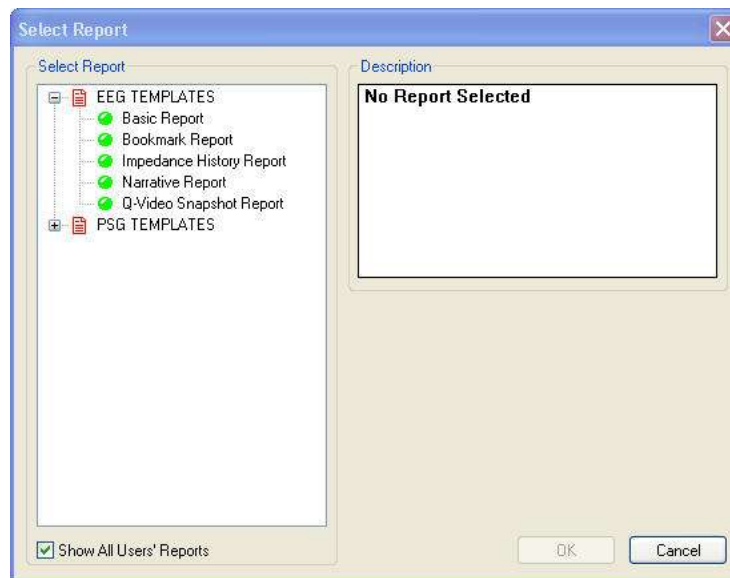 Select Report
Select Report
EEG TEMPLATES
Basic Report
Bookmark Report
Impedance History Report
Narrative Report
Q-Video Snapshot Report
PSG TEMPLATES
Show All Users' Reports
Description
No Report Selected
OK
Cancel